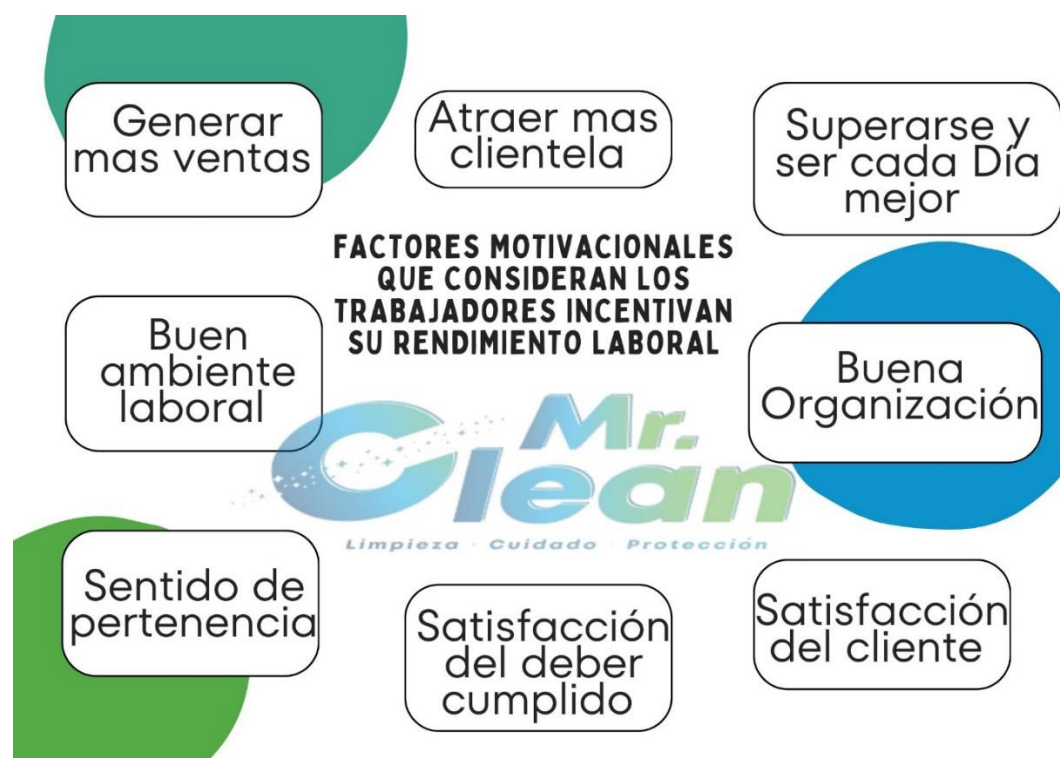 Generar
mas ventas
Atraer mas
clientela
Superarse y
ser cada Día
mejor
FACTORES MOTIVACIONALES
QUE CONSIDERAN LOS
TRABAJADORES INCENTIVAN
SU RENDIMIENTO LABORAL
Buen
ambiente
laboral
Buena
Organización
Mr.
Clean
Limpieza · Cuidado · Protección
Sentido de
pertenencia
Satisfacción
del deber
cumplido
Satisfacción
del cliente